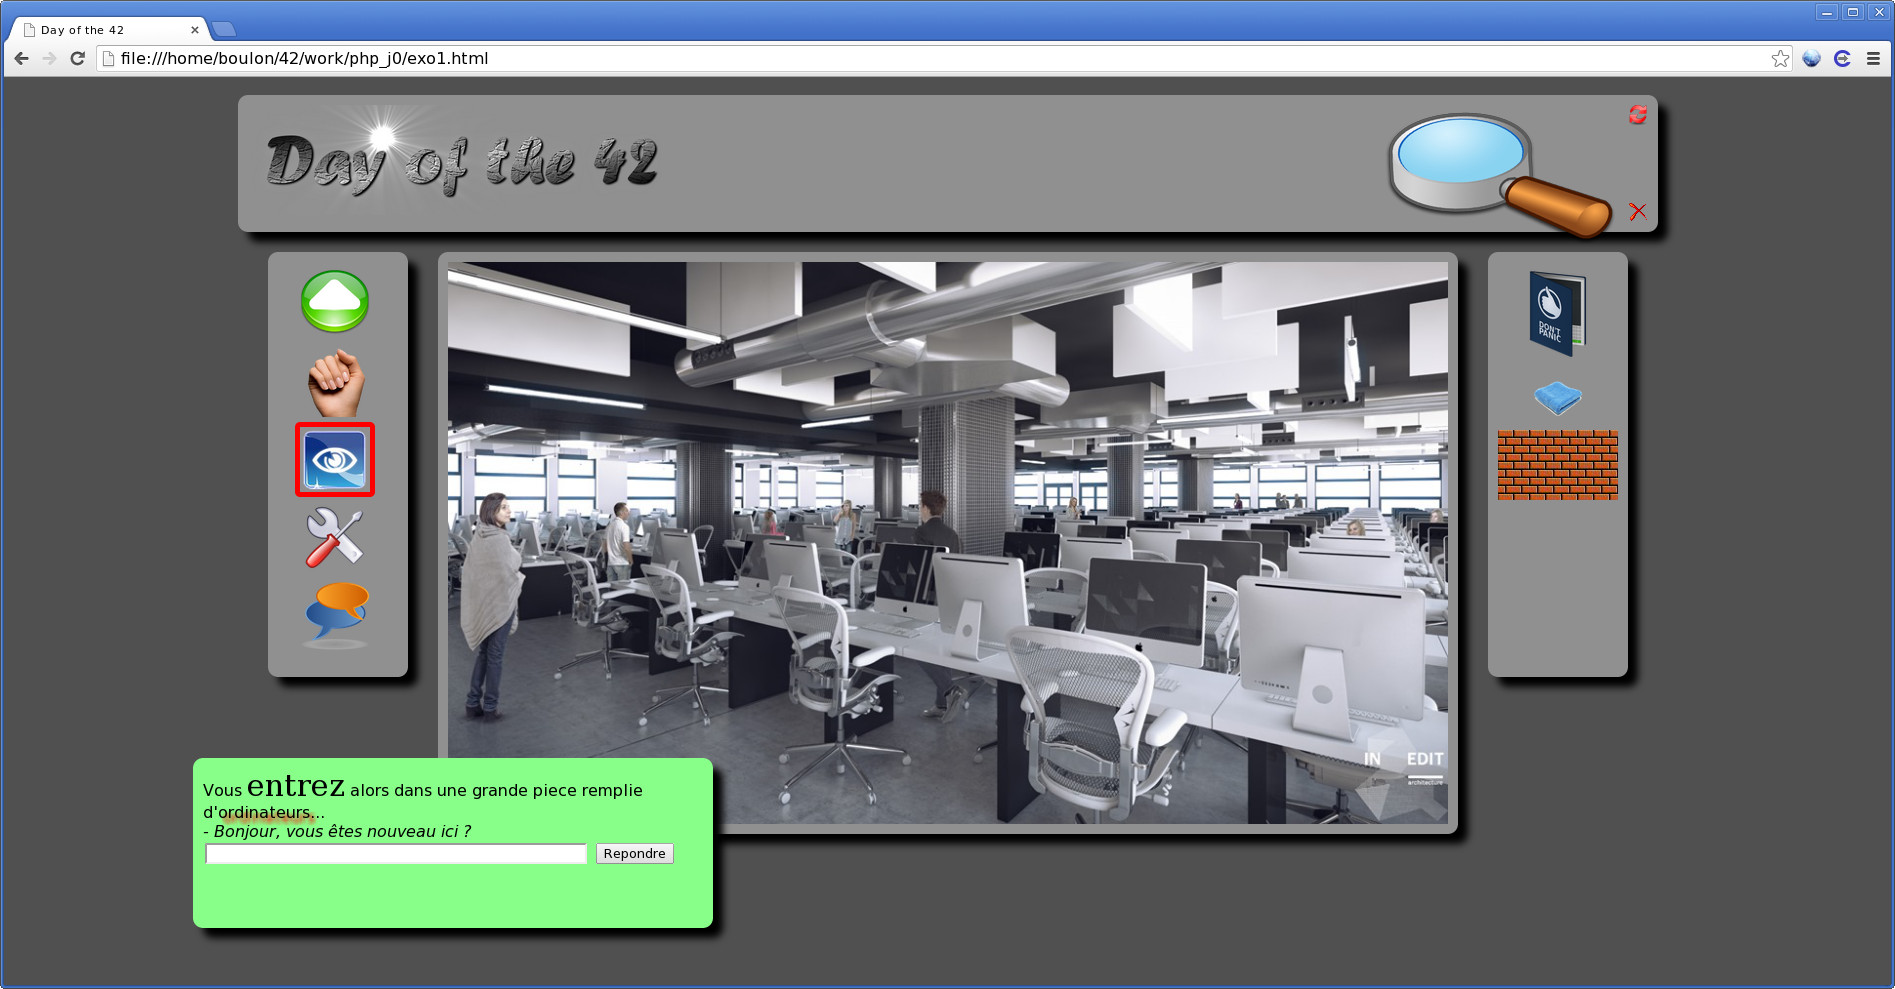 Day of the 42
file:///home/boulon/42/work/php_j0/exo1.html
Day of the 42
DON'T
PANIC
IN EDIT
architecture
Vous entrez alors dans une grande piece remplie
d'ordinateurs...
- Bonjour, vous êtes nouveau ici ?
Repondre